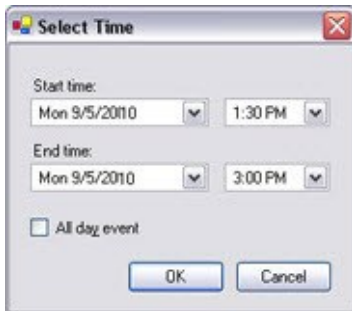 Select Time
Start time:
Mon 9/5/2010 1:30 PM
End time:
Mon 9/5/2010 3:00 PM
All day event
OK Cancel